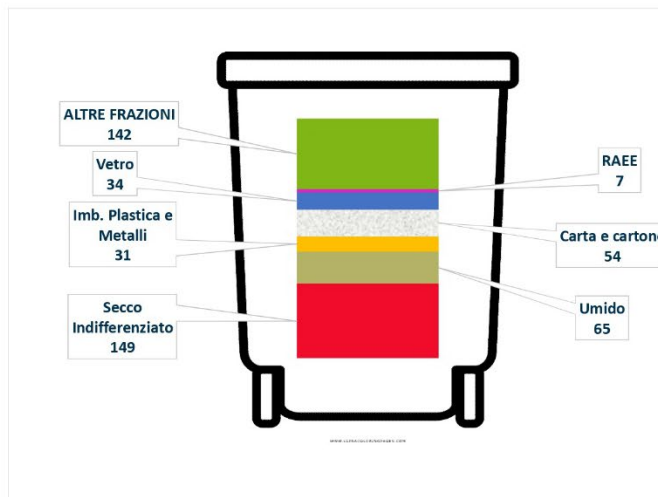 ALTRE FRAZIONI
142
Vetro
34
Imb. Plastica e
Metalli
31
Secco
Indifferenziato
149
RAEE
7
Carta e cartone
54
Umido
65